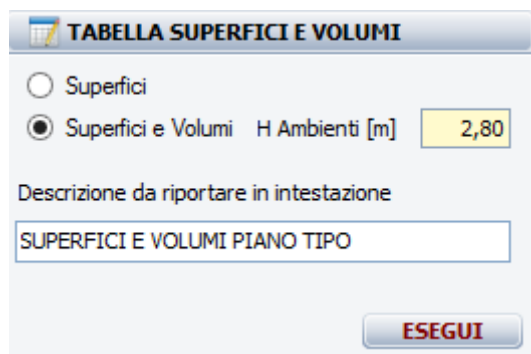 TABELLA SUPERFICI E VOLUMI
Superfici
Superfici e Volumi H Ambienti [m] 2,80
Descrizione da riportare in intestazione
SUPERFICI E VOLUMI PIANO TIPO
ESEGUI